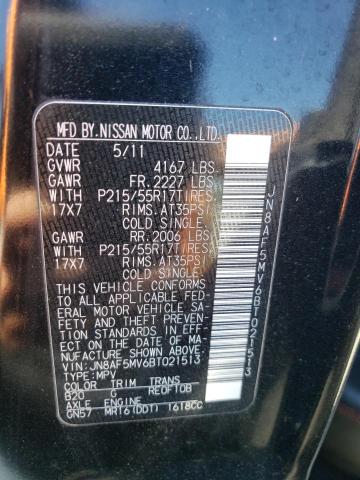 MFD BY.NISSAN MOTOR CO.,LTD.
DATE 5/11
GVWR 4167 LBS.
GAWR FR.2227 LBS.
WITH P215/55R17TIRES.
17X7 RIMS.AT35PSI
COLD SINGLE.
GAWR RR.2006 LBS.
WITH P215/55R17TIRES.
17X7 RIMS.AT35PSI
COLD SINGLE.
THIS VEHICLE CONFORMS
TO ALL APPLICABLE FED-
ERAL MOTOR VEHICLE SA-
FETY AND THEFT PREVEN-
TION STANDARDS IN EFF-
ECT ON THE DATE OF MA-
NUFACTURE SHOWN ABOVE.
VIN:JN8AF5MV6BT021513
TYPE:MPV
COLOR TRIM TRANS
B20 G RE0F10B
AXLE ENGINE
GN57 MR16(DDT) 1618CC
JN8AF5MV6BT021513